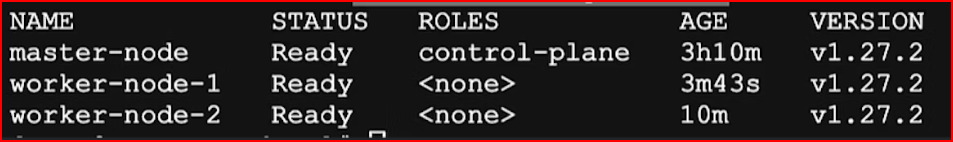 NAME STATUS ROLES AGE VERSION
master-node Ready control-plane 3h10m v1.27.2
worker-node-1 Ready <none> 3m43s v1.27.2
worker-node-2 Ready <none> 10m v1.27.2